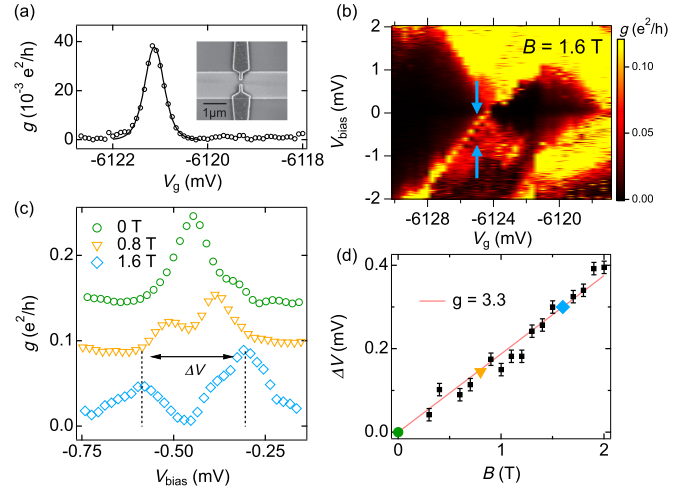 (a)
g (10⁻³ e²/h)
40
20
0
1µm
-6122
-6120
-6118
V_g (mV)
(b)
g (e²/h)
B = 1.6 T
V_bias (mV)
2
1
0
-1
-2
0.10
0.05
0.00
-6128
-6124
-6120
V_g (mV)
(c)
0 T
0.8 T
1.6 T
g (e²/h)
0.2
0.1
0.0
ΔV
-0.75
-0.50
-0.25
V_bias (mV)
(d)
g = 3.3
ΔV (mV)
0.4
0.2
0.0
0
1
2
B (T)